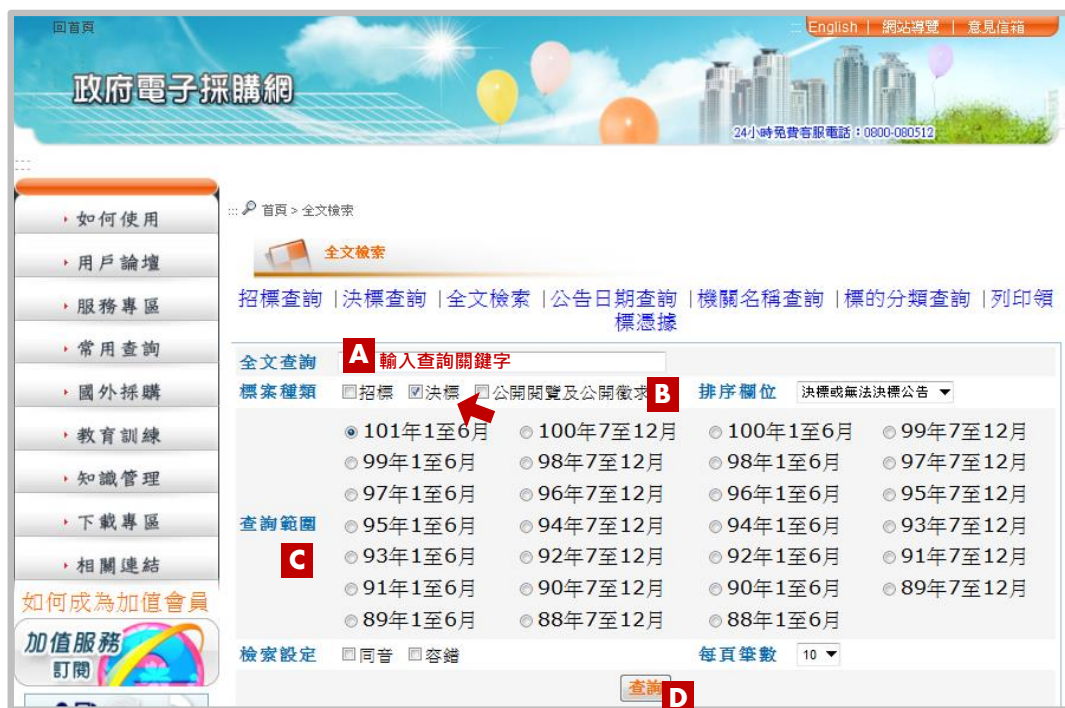 回首頁
::: English | 網站導覽 | 意見信箱
政府電子採購網
24小時免費客服電話：0800-080512
:::
如何使用
用戶論壇
服務專區
常用查詢
國外採購
教育訓練
知識管理
下載專區
相關連結
如何成為加值會員
加值服務
訂閱
::: 首頁 > 全文檢索
全文檢索
招標查詢 |決標查詢 |全文檢索 |公告日期查詢 |機關名稱查詢 |標的分類查詢 |列印領
標憑據
全文查詢 A 輸入查詢關鍵字
標案種類 招標 決標 公開閱覽及公開徵求 B 排序欄位 決標或無法決標公告
101年1至6月 100年7至12月 100年1至6月 99年7至12月
99年1至6月 98年7至12月 98年1至6月 97年7至12月
97年1至6月 96年7至12月 96年1至6月 95年7至12月
查詢範圍 95年1至6月 94年7至12月 94年1至6月 93年7至12月
C 93年1至6月 92年7至12月 92年1至6月 91年7至12月
91年1至6月 90年7至12月 90年1至6月 89年7至12月
89年1至6月 88年7至12月 88年1至6月
檢索設定 同音 容錯 每頁筆數 10
查詢 D